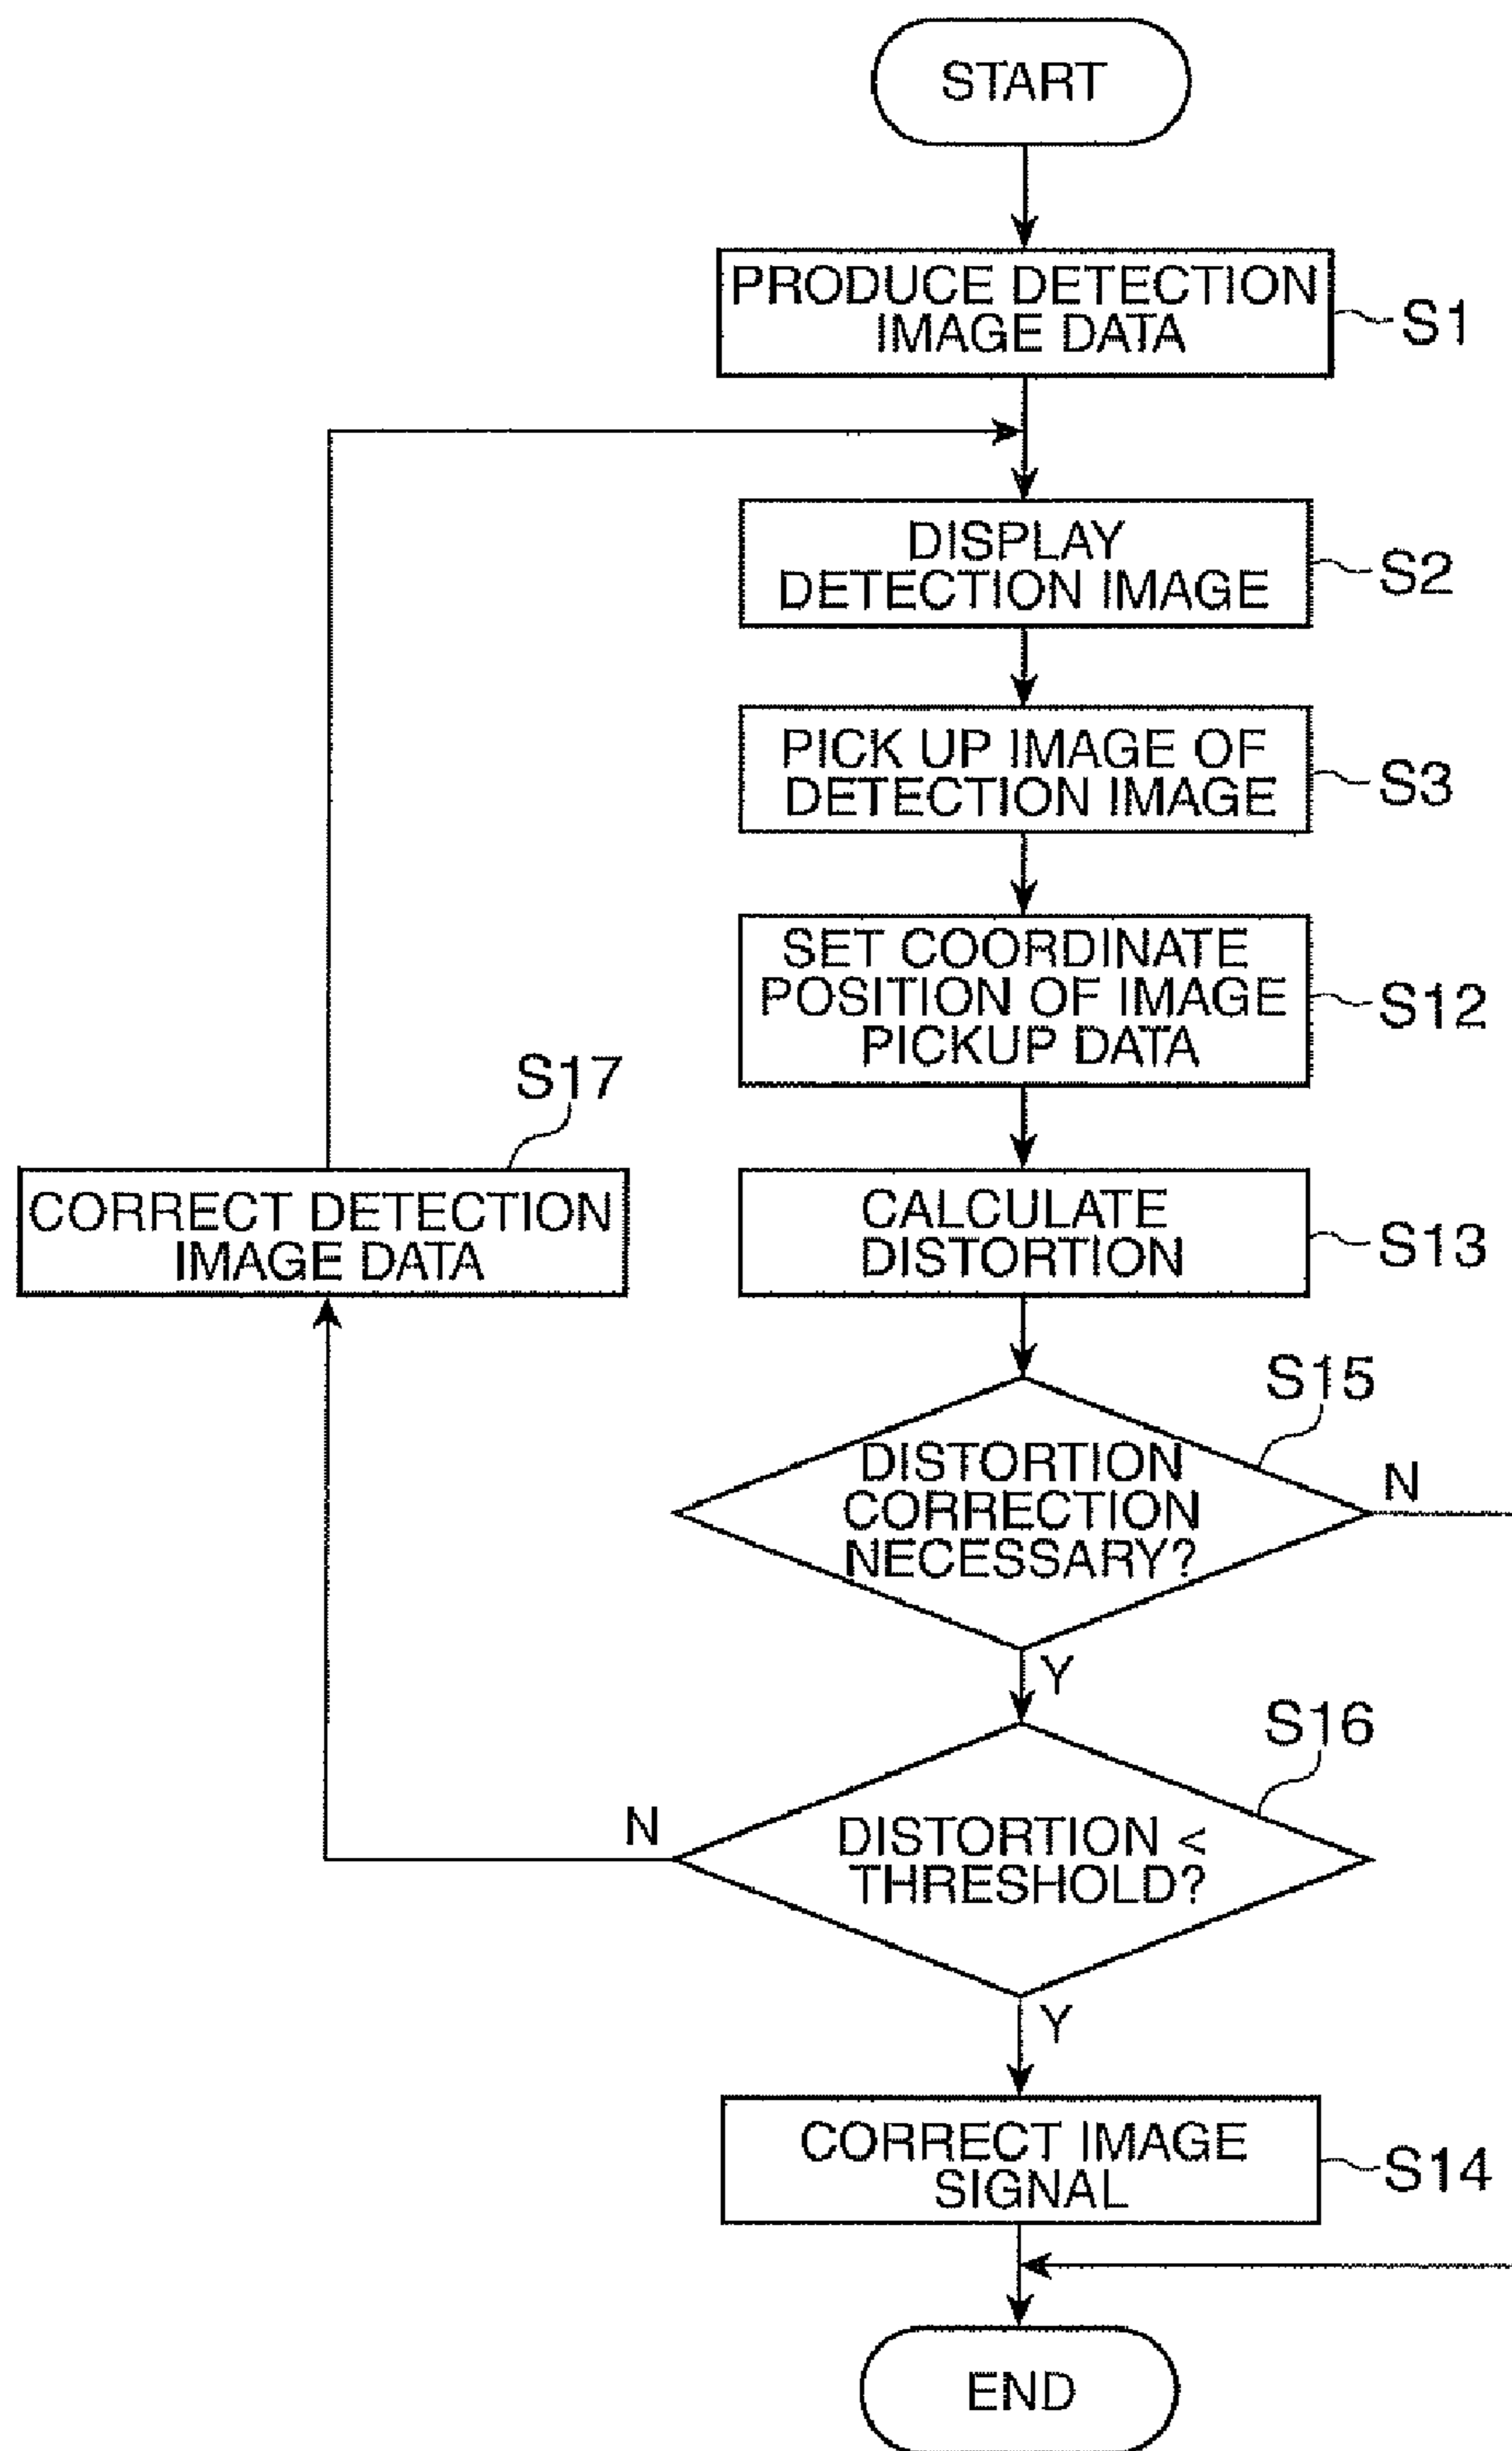 START
PRODUCE DETECTION
IMAGE DATA
S1
DISPLAY
DETECTION IMAGE
S2
PICK UP IMAGE OF
DETECTION IMAGE
S3
SET COORDINATE
POSITION OF IMAGE
PICKUP DATA
S12
S17
CORRECT DETECTION
IMAGE DATA
CALCULATE
DISTORTION
S13
S15
DISTORTION
CORRECTION
NECESSARY?
N
Y
S16
N
DISTORTION <
THRESHOLD?
Y
CORRECT IMAGE
SIGNAL
S14
END